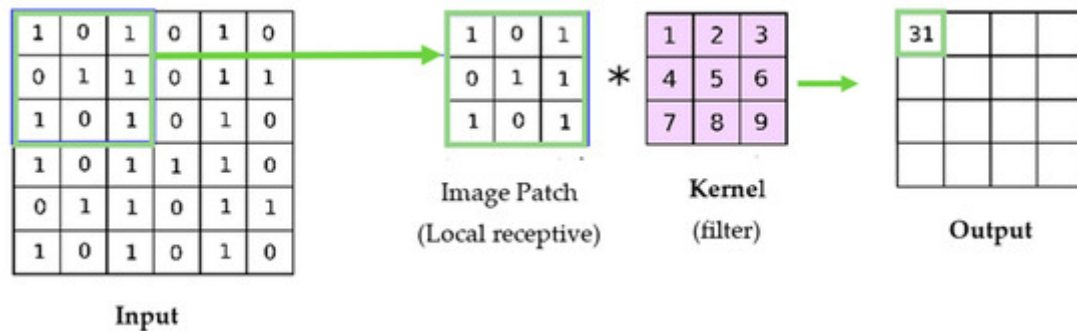 1 0 1 0 1 0
0 1 1 0 1 1
1 0 1 0 1 0
1 0 1 1 1 0
0 1 1 0 1 1
1 0 1 0 1 0
Input
1 0 1
0 1 1
1 0 1
Image Patch
(Local receptive)
*
1 2 3
4 5 6
7 8 9
Kernel
(filter)
31
Output